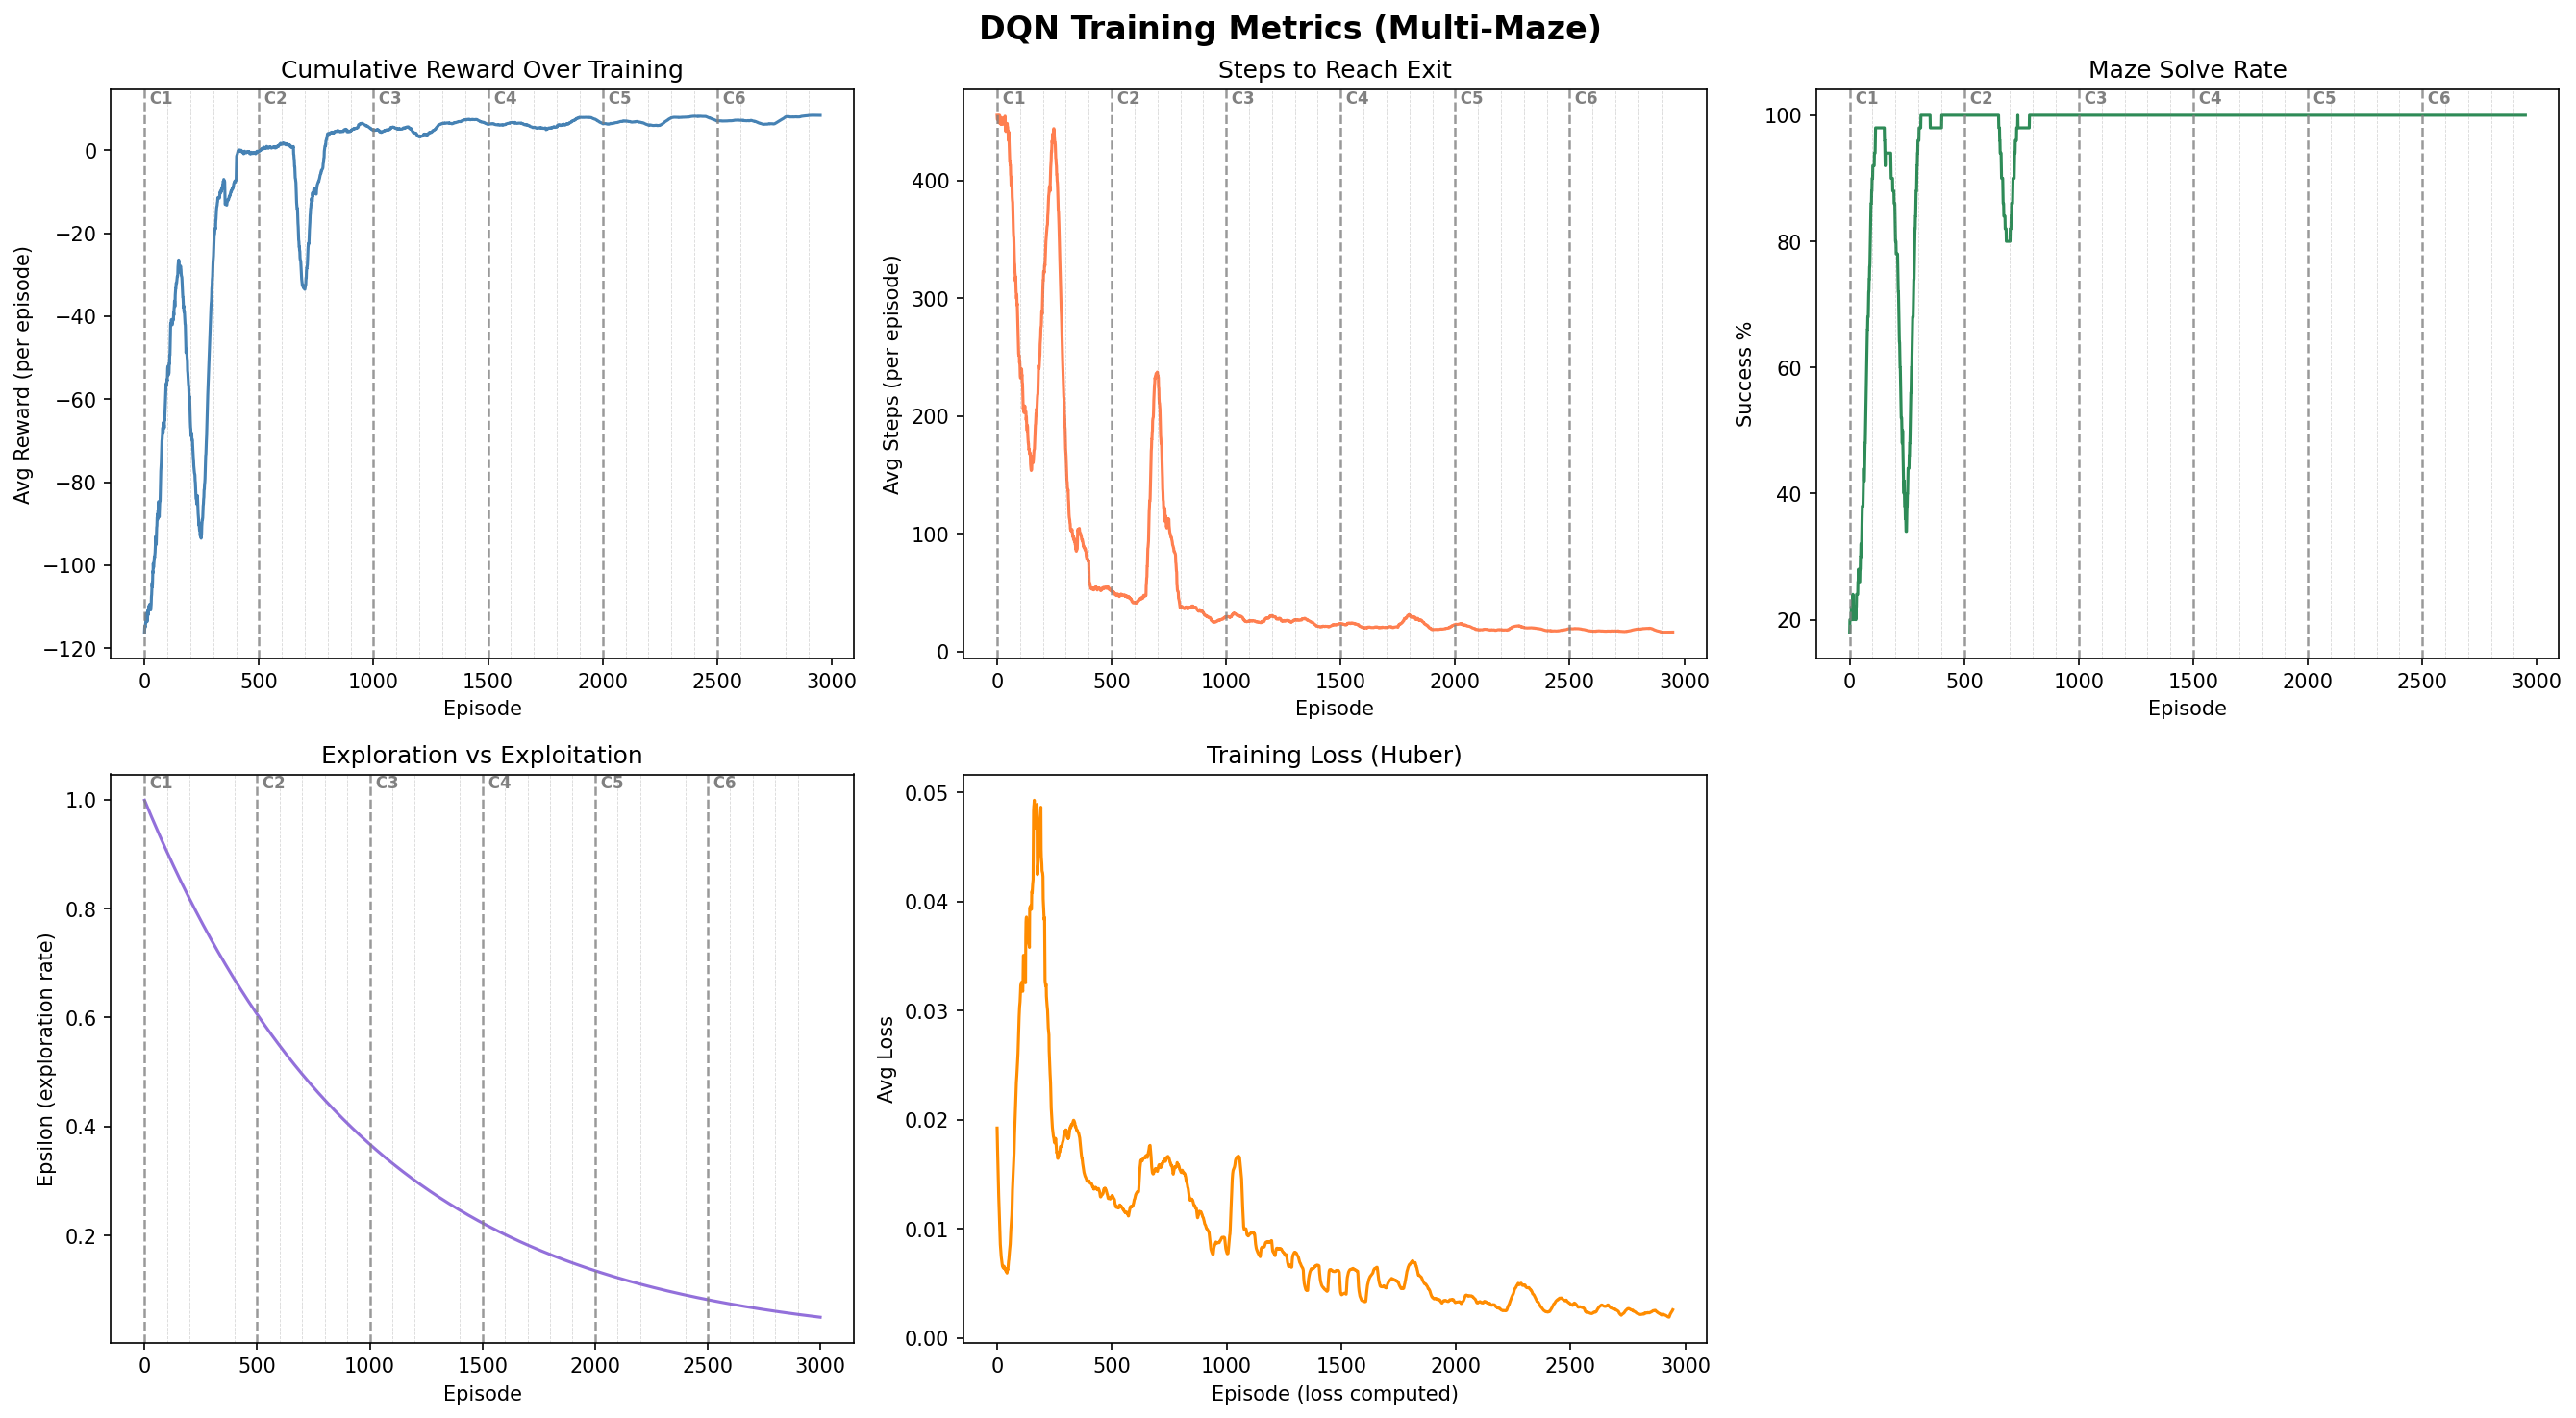 DQN Training Metrics (Multi-Maze)
Cumulative Reward Over Training
C1 C2 C3 C4 C5 C6
0
−20
−40
−60
−80
−100
−120
Avg Reward (per episode)
0 500 1000 1500 2000 2500 3000
Episode
Steps to Reach Exit
C1 C2 C3 C4 C5 C6
400
300
200
100
0
Avg Steps (per episode)
0 500 1000 1500 2000 2500 3000
Episode
Maze Solve Rate
C1 C2 C3 C4 C5 C6
100
80
60
40
20
Success %
0 500 1000 1500 2000 2500 3000
Episode
Exploration vs Exploitation
C1 C2 C3 C4 C5 C6
1.0
0.8
0.6
0.4
0.2
Epsilon (exploration rate)
0 500 1000 1500 2000 2500 3000
Episode
Training Loss (Huber)
0.05
0.04
0.03
0.02
0.01
0.00
Avg Loss
0 500 1000 1500 2000 2500 3000
Episode (loss computed)